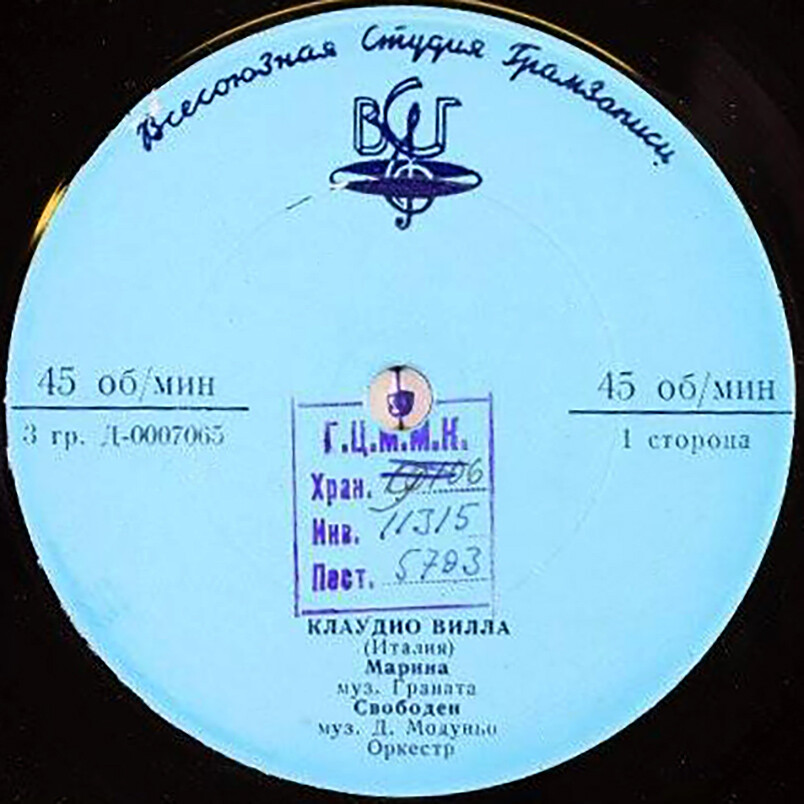 Всесоюзная Студия Грамзаписи
ВСГ
45 об/мин
3 гр. Д-0007065
45 об/мин
1 сторона
Г.Ц.М.М.К.
Хран.
Инв. 11315
Пост. 5793
КЛАУДИО ВИЛЛА
(Италия)
Марина
муз. Граната
Свободен
муз. Д. Модуньо
Оркестр